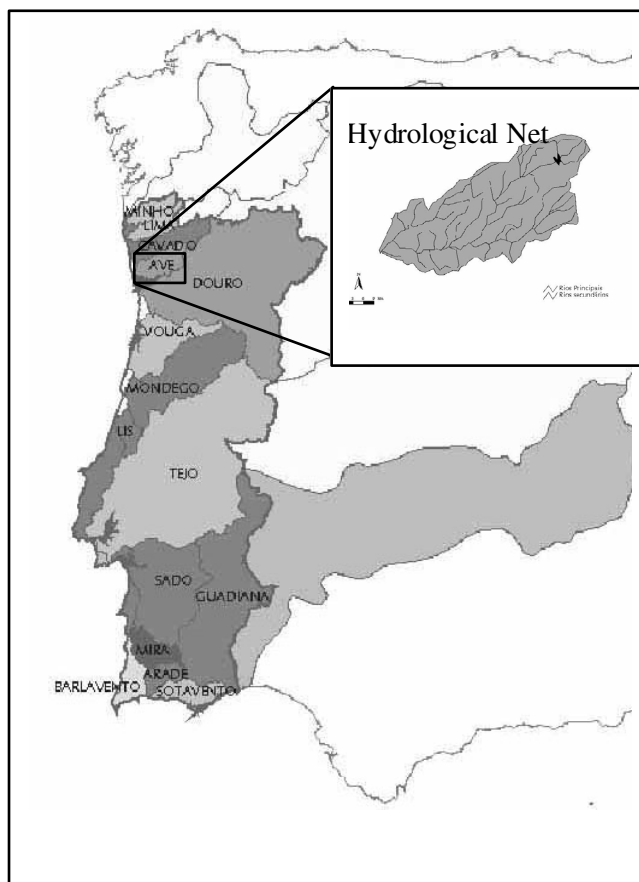 Hydrological Net
N
Rios Principais
Rios secundários
MINHO
LIMA
CAVADO
AVE
DOURO
VOUGA
MONDEGO
LIS
TEJO
SADO
GUADIANA
MIRA
ARADE
BARLAVENTO
SOTAVENTO